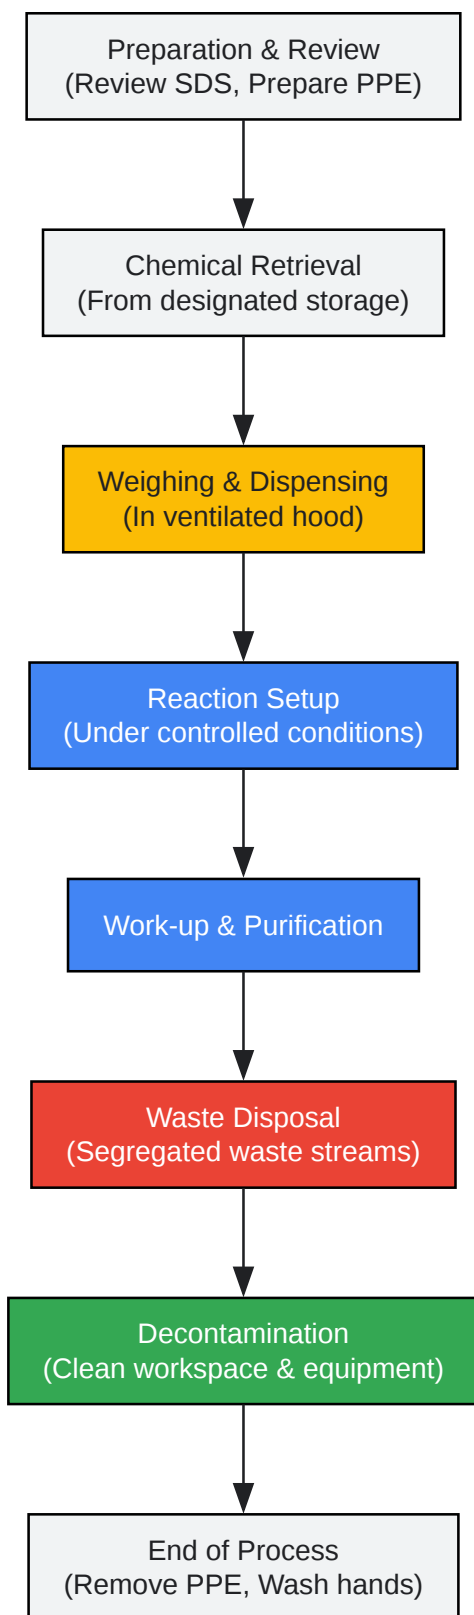 Preparation & Review
(Review SDS, Prepare PPE)
Chemical Retrieval
(From designated storage)
Weighing & Dispensing
(In ventilated hood)
Reaction Setup
(Under controlled conditions)
Work-up & Purification
Waste Disposal
(Segregated waste streams)
Decontamination
(Clean workspace & equipment)
End of Process
(Remove PPE, Wash hands)